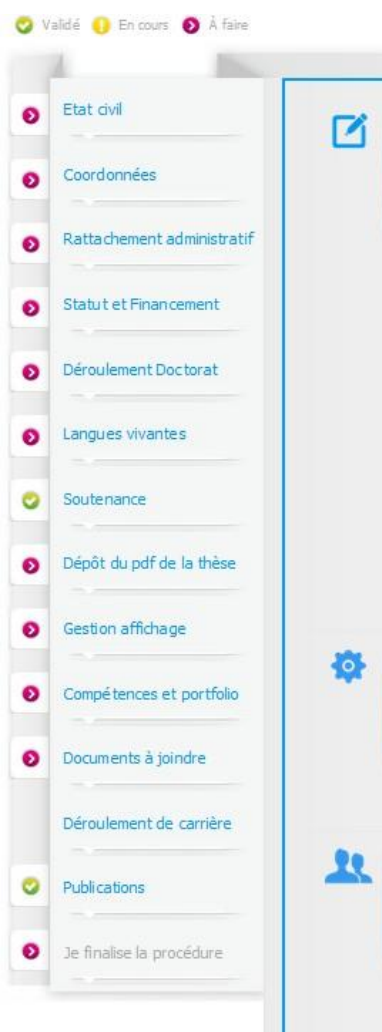 Validé En cours À faire
Etat civil
Coordonnées
Rattachement administratif
Statut et Financement
Déroulement Doctorat
Langues vivantes
Soutenance
Dépôt du pdf de la thèse
Gestion affichage
Compétences et portfolio
Documents à joindre
Déroulement de carrière
Publications
Je finalise la procédure